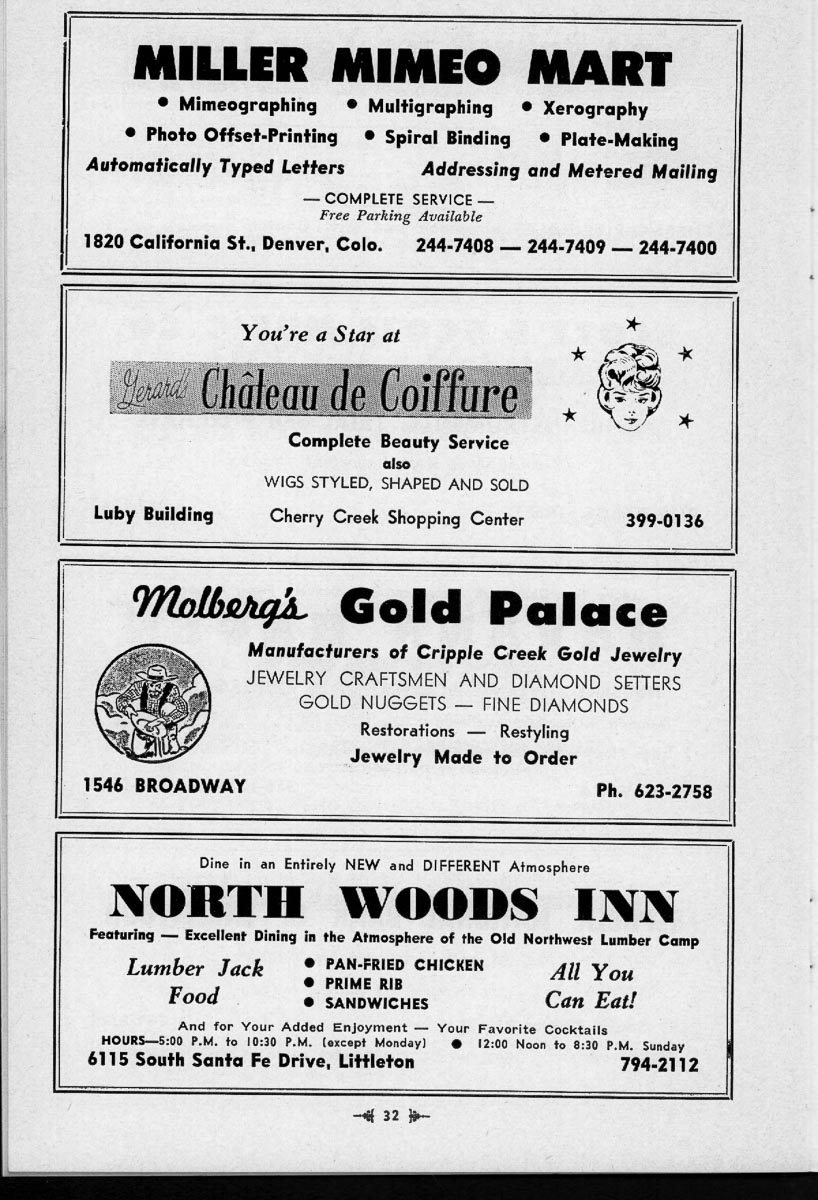 MILLER MIMEO MART
• Mimeographing • Multigraphing • Xerography
• Photo Offset-Printing • Spiral Binding • Plate-Making
Automatically Typed Letters Addressing and Metered Mailing
— COMPLETE SERVICE —
Free Parking Available
1820 California St., Denver, Colo. 244-7408 — 244-7409 — 244-7400
You're a Star at
Gerard's Château de Coiffure
Complete Beauty Service
also
WIGS STYLED, SHAPED AND SOLD
Luby Building Cherry Creek Shopping Center 399-0136
Molberg's Gold Palace
Manufacturers of Cripple Creek Gold Jewelry
JEWELRY CRAFTSMEN AND DIAMOND SETTERS
GOLD NUGGETS — FINE DIAMONDS
Restorations — Restyling
Jewelry Made to Order
1546 BROADWAY Ph. 623-2758
Dine in an Entirely NEW and DIFFERENT Atmosphere
NORTH WOODS INN
Featuring — Excellent Dining in the Atmosphere of the Old Northwest Lumber Camp
Lumber Jack
Food
• PAN-FRIED CHICKEN
• PRIME RIB
• SANDWICHES
All You
Can Eat!
And for Your Added Enjoyment — Your Favorite Cocktails
HOURS—5:00 P.M. to 10:30 P.M. (except Monday) • 12:00 Noon to 8:30 P.M. Sunday
6115 South Santa Fe Drive, Littleton 794-2112
32